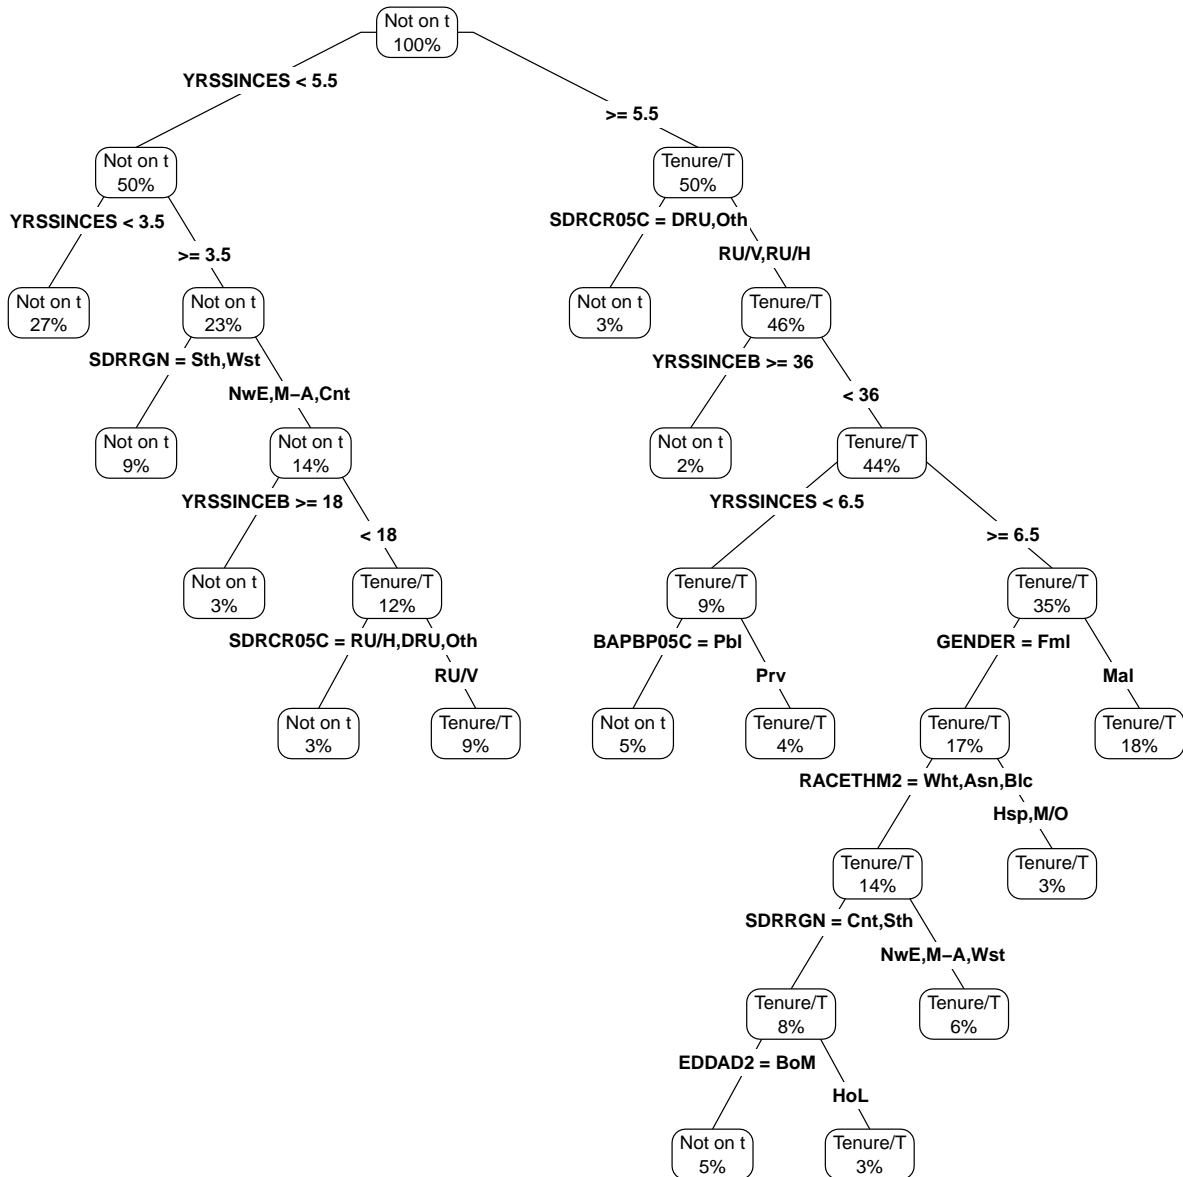 Not on t
100%
YRSSINCES < 5.5
>= 5.5
Not on t
50%
Tenure/T
50%
YRSSINCES < 3.5
SDRCR05C = DRU,Oth
>= 3.5
RU/V,RU/H
Not on t
27%
Not on t
23%
Not on t
3%
Tenure/T
46%
SDRRGN = Sth,Wst
YRSSINCEB >= 36
NwE,M−A,Cnt
< 36
Not on t
9%
Not on t
14%
Not on t
2%
Tenure/T
44%
YRSSINCEB >= 18
YRSSINCES < 6.5
< 18
>= 6.5
Not on t
3%
Tenure/T
12%
Tenure/T
9%
Tenure/T
35%
SDRCR05C = RU/H,DRU,Oth
BAPBP05C = Pbl
GENDER = Fml
RU/V
Prv
Mal
Not on t
3%
Tenure/T
9%
Not on t
5%
Tenure/T
4%
Tenure/T
17%
Tenure/T
18%
RACETHM2 = Wht,Asn,Blc
Hsp,M/O
Tenure/T
14%
Tenure/T
3%
SDRRGN = Cnt,Sth
NwE,M−A,Wst
Tenure/T
8%
Tenure/T
6%
EDDAD2 = BoM
HoL
Not on t
5%
Tenure/T
3%